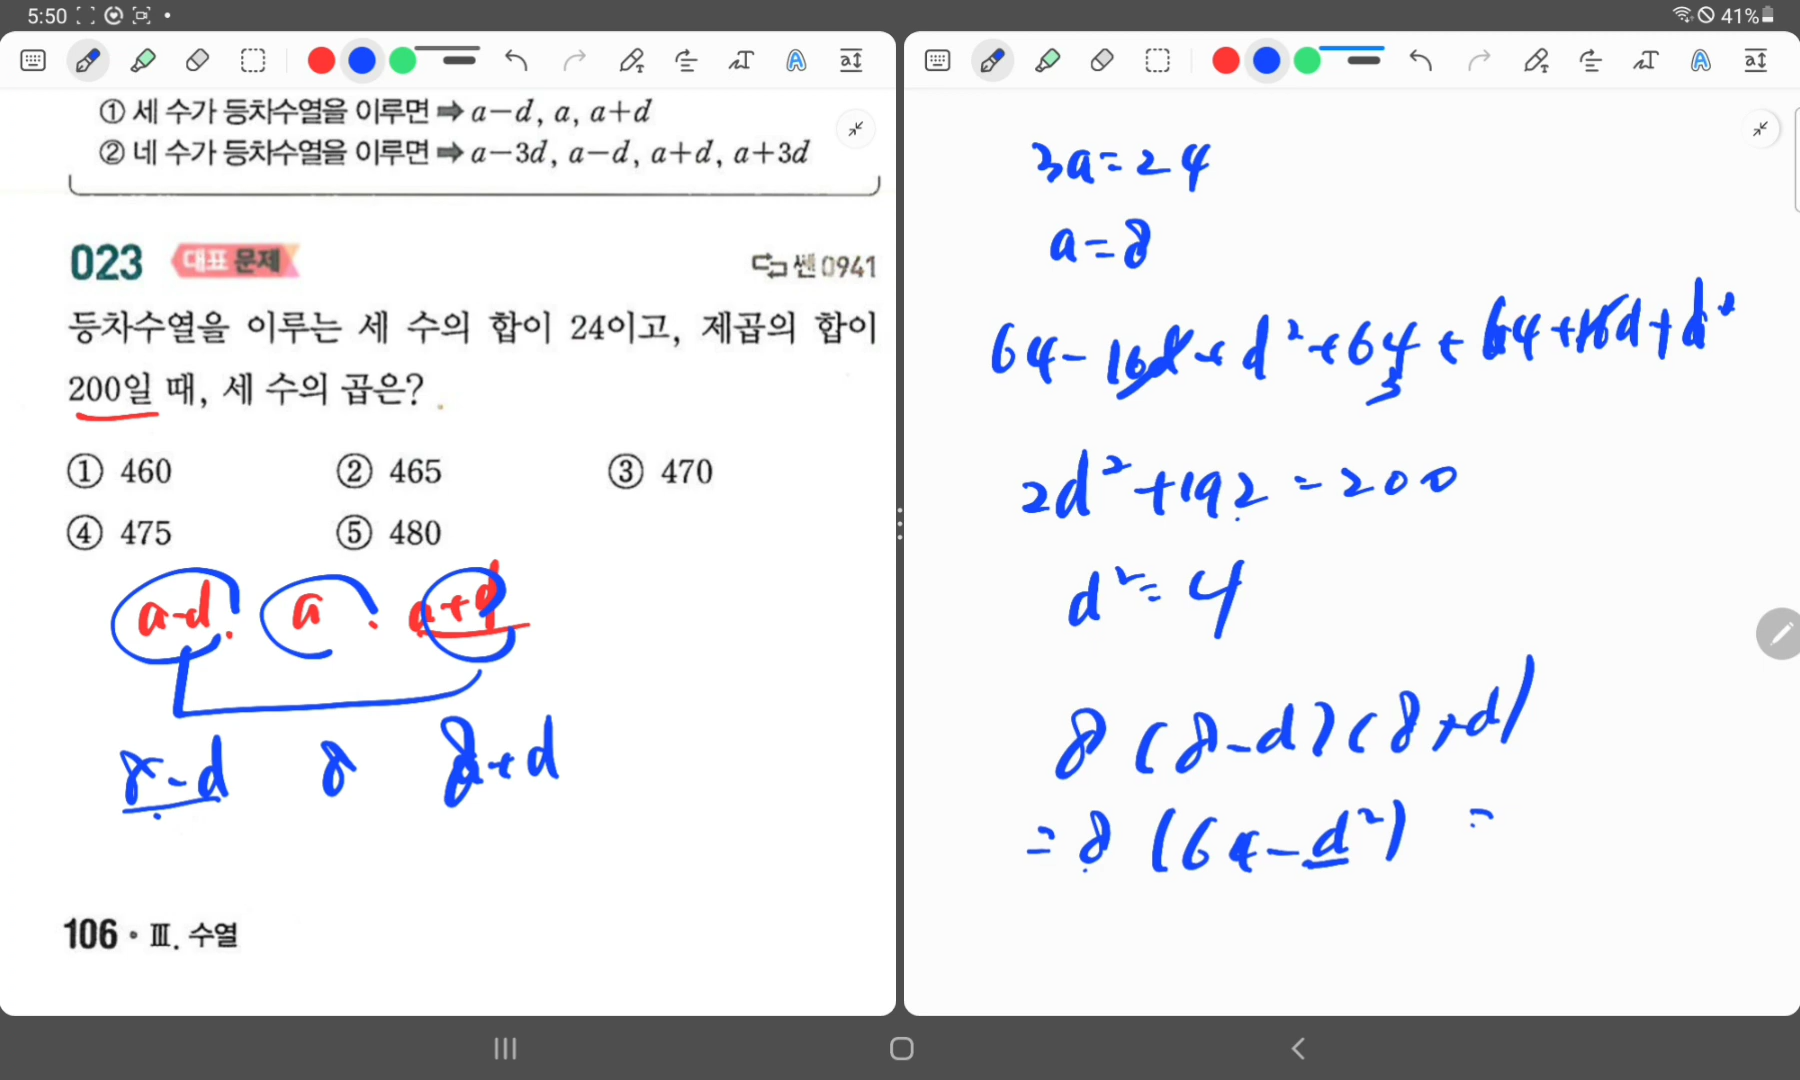 5:50
41%
① 세 수가 등차수열을 이루면 ➡ a−d, a, a+d
② 네 수가 등차수열을 이루면 ➡ a−3d, a−d, a+d, a+3d
023 대표 문제 쎈 0941
등차수열을 이루는 세 수의 합이 24이고, 제곱의 합이
200일 때, 세 수의 곱은?
① 460 ② 465 ③ 470
④ 475 ⑤ 480
a-d, a, a+d
8-d 8 8+d
106 • Ⅲ. 수열
3a=24
a=8
64-16d+d²+64+64+16d+d²
3
2d²+192=200
d²=4
8(8-d)(8+d)
=8(64-d²) =